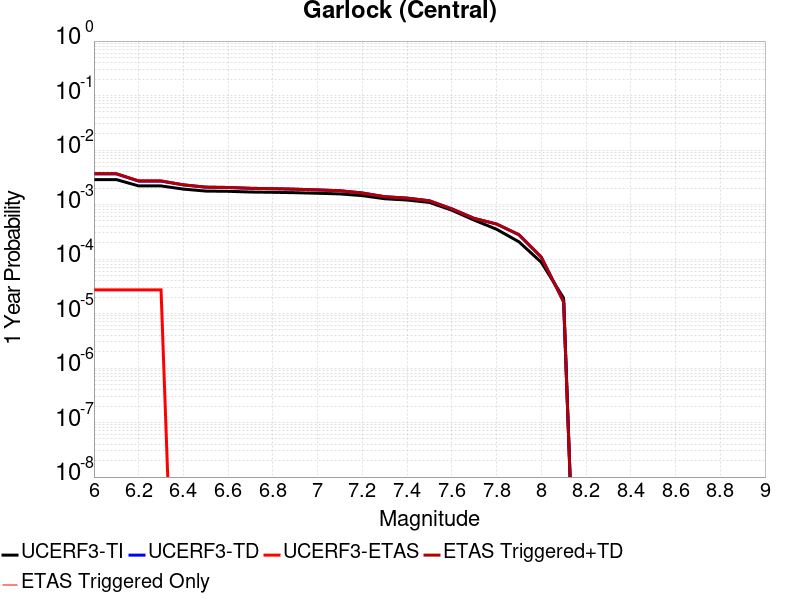 Garlock (Central)
10^0
10^-1
10^-2
10^-3
10^-4
10^-5
10^-6
10^-7
10^-8
1 Year Probability
6 6.2 6.4 6.6 6.8 7 7.2 7.4 7.6 7.8 8 8.2 8.4 8.6 8.8 9
Magnitude
UCERF3-TI UCERF3-TD UCERF3-ETAS ETAS Triggered+TD
ETAS Triggered Only